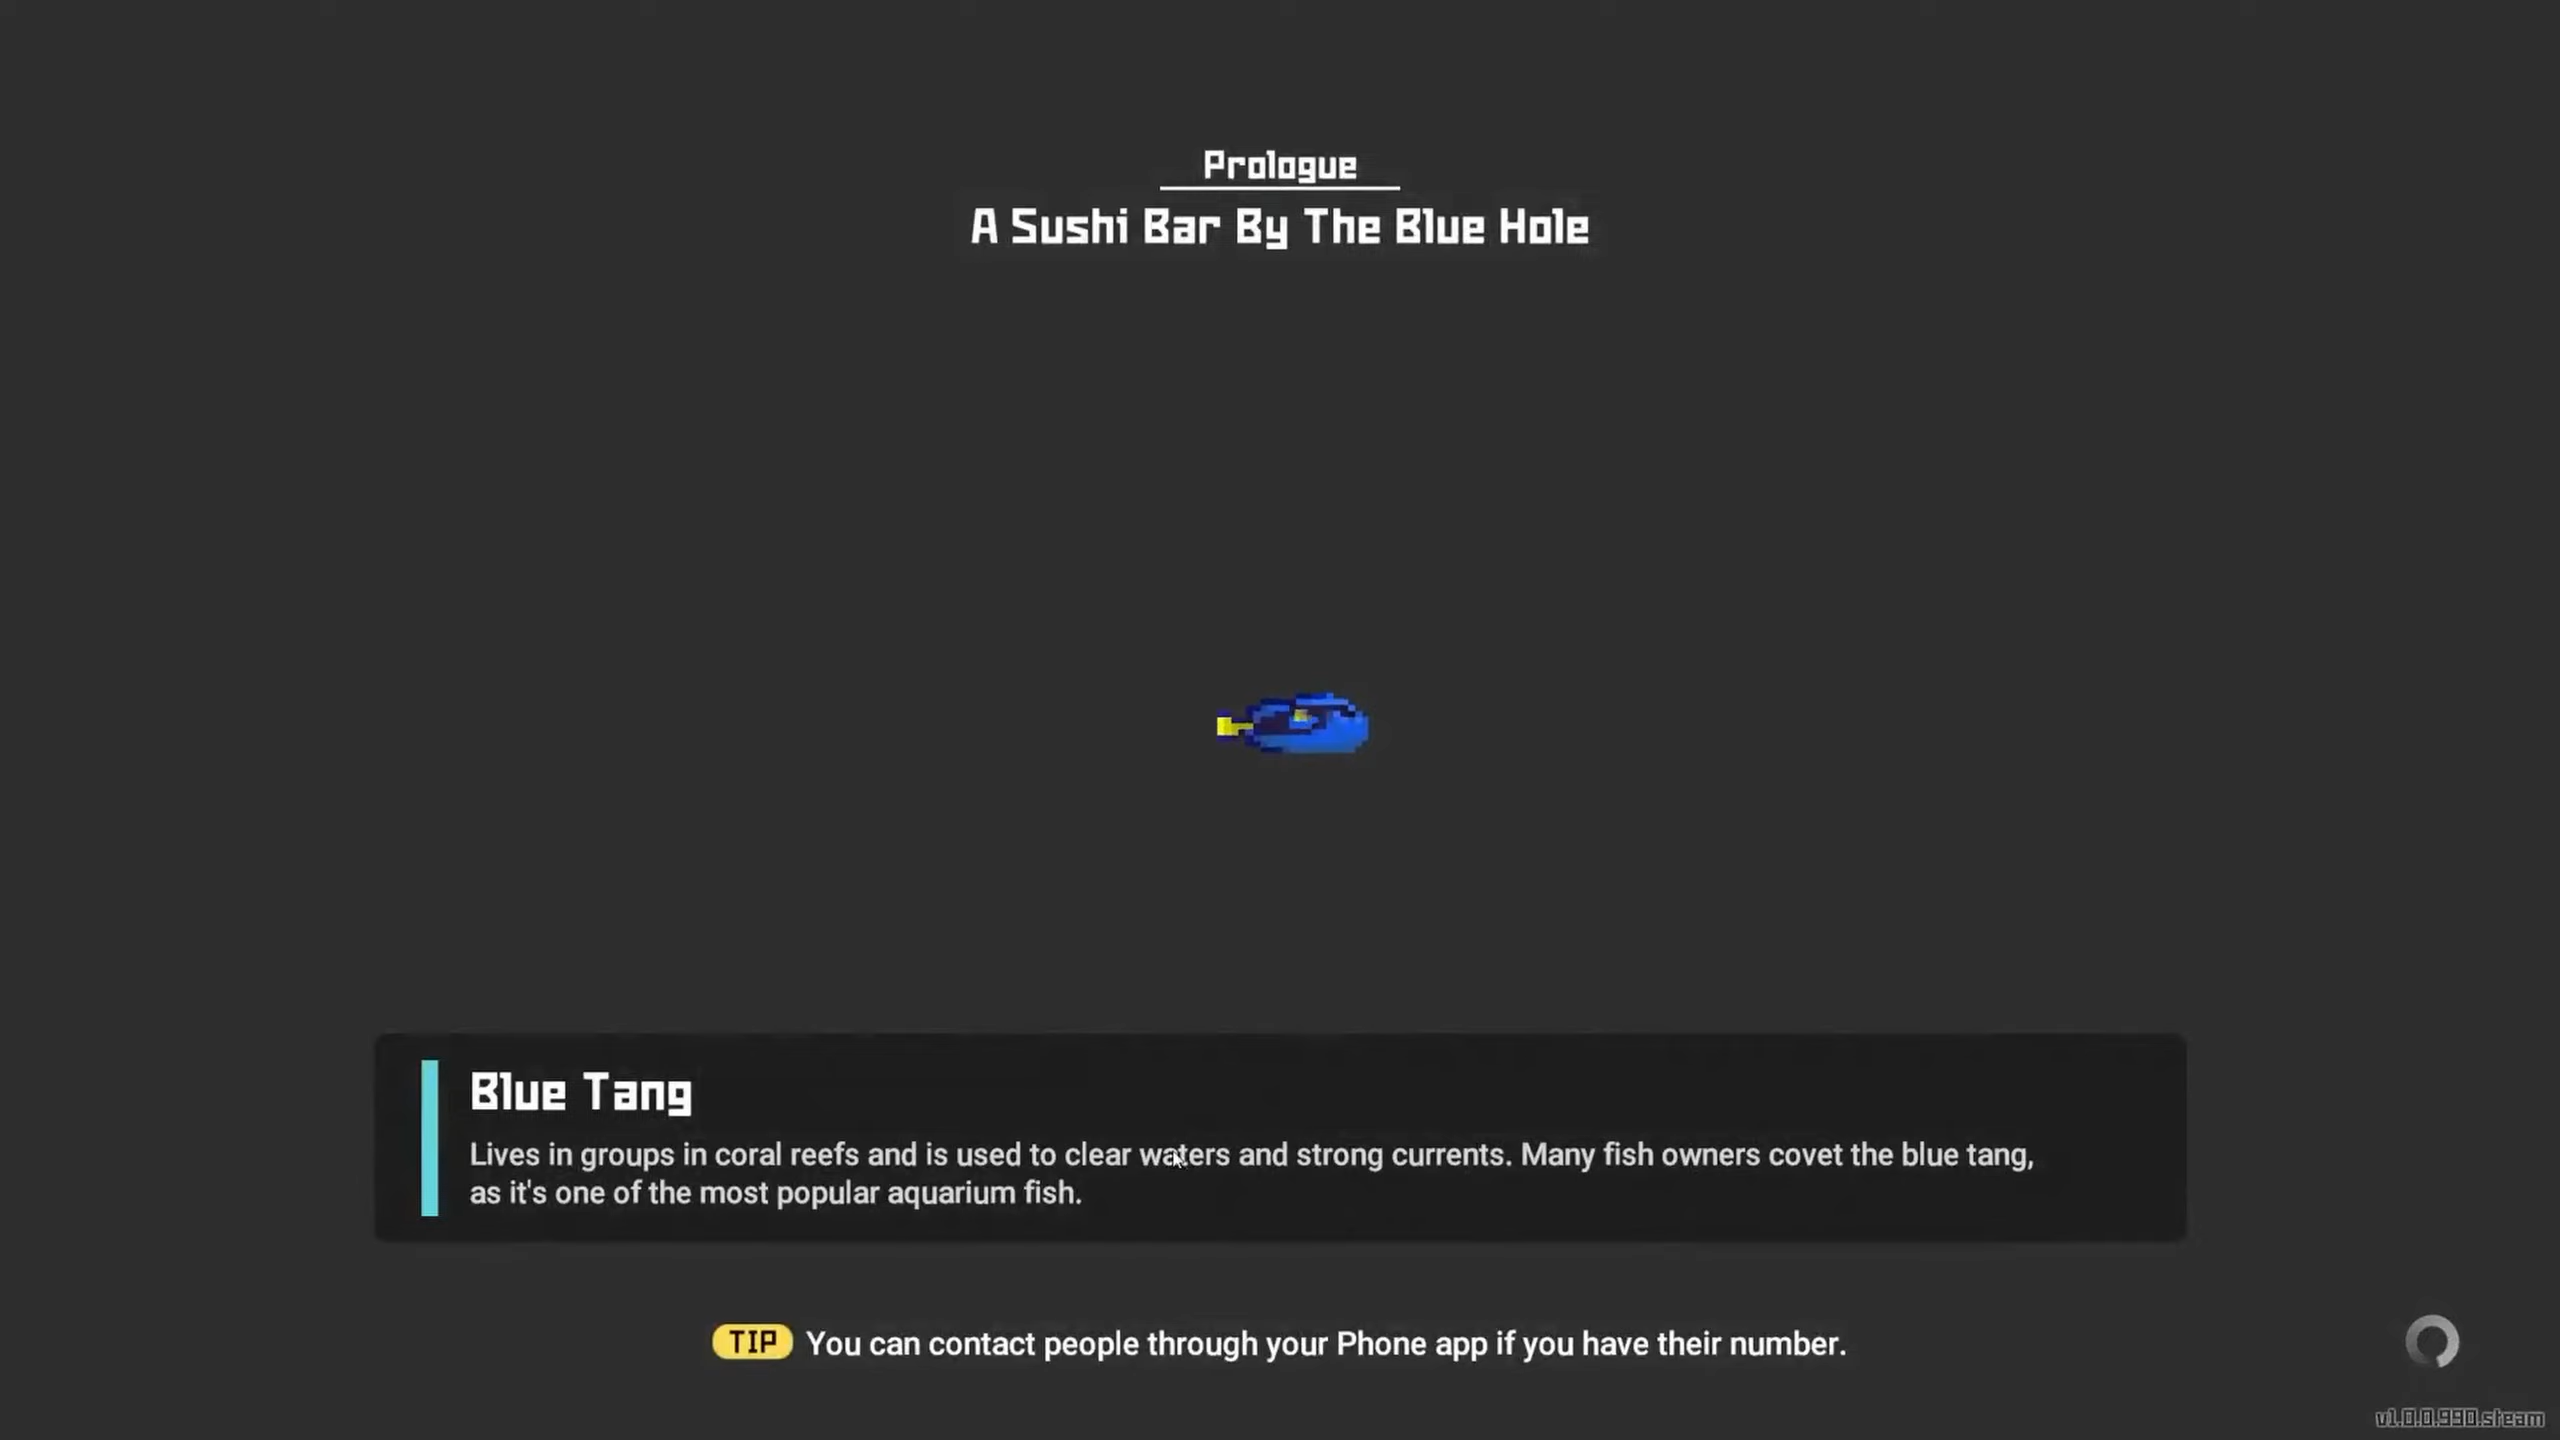 Prologue
A Sushi Bar By The Blue Hole
Blue Tang
Lives in groups in coral reefs and is used to clear waters and strong currents. Many fish owners covet the blue tang,
as it's one of the most popular aquarium fish.
TIP You can contact people through your Phone app if you have their number.
v1.0.0.990.steam